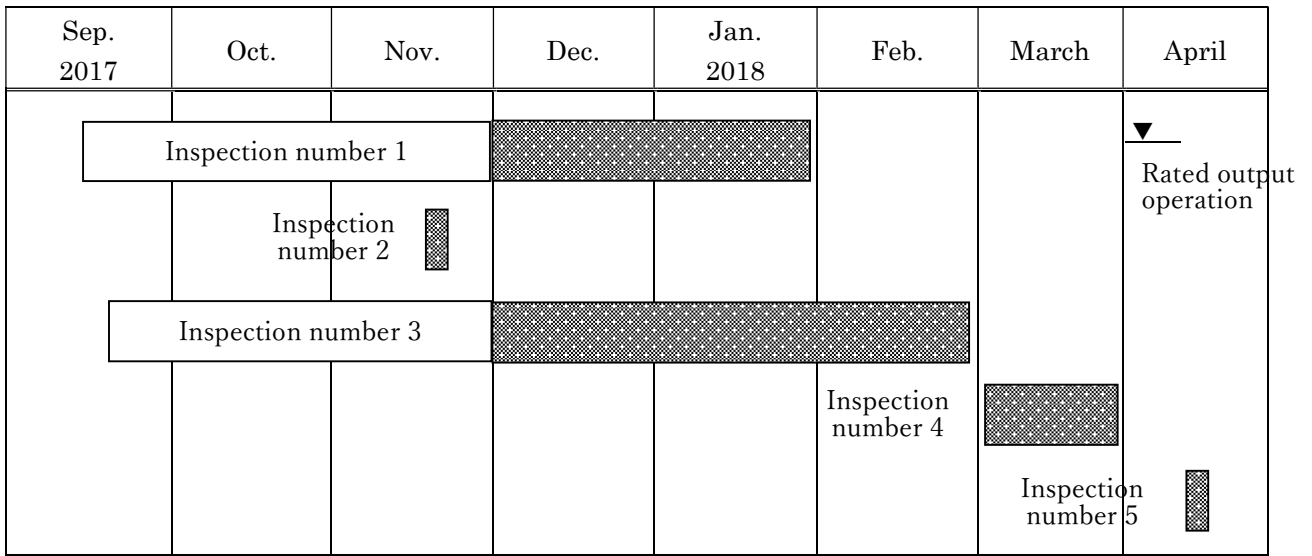 Sep.
2017
Oct.
Nov.
Dec.
Jan.
2018
Feb.
March
April
Inspection number 1
Rated output
operation
Inspection
number 2
Inspection number 3
Inspection
number 4
Inspection
number 5